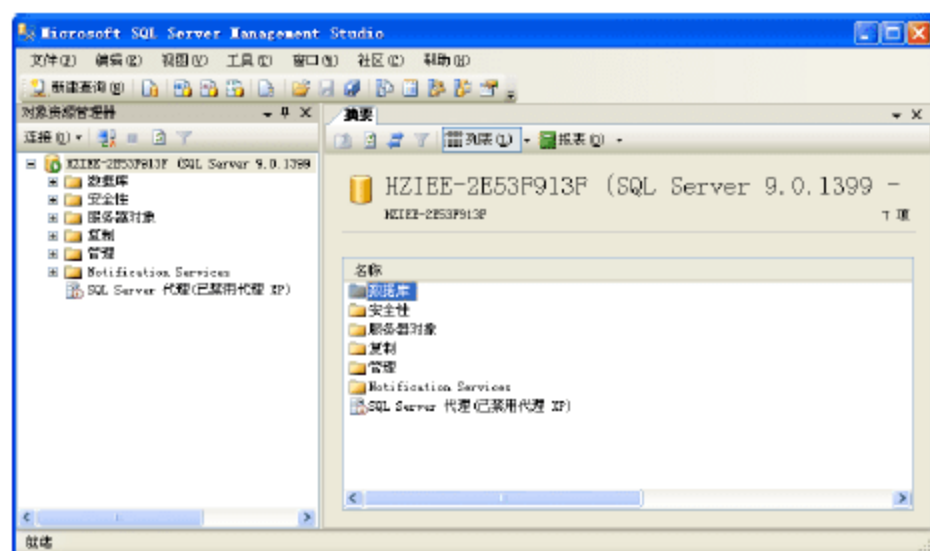 Microsoft SQL Server Management Studio
文件(F) 编辑(E) 视图(V) 工具(T) 窗口(W) 社区(C) 帮助(H)
新建查询(N)
对象资源管理器
摘要
连接(O)
列表(L) 报表(R)
HZIEE-2E53F913F (SQL Server 9.0.1399
数据库
安全性
服务器对象
复制
管理
Notification Services
SQL Server 代理(已禁用代理 XP)
HZIEE-2E53F913F (SQL Server 9.0.1399 -
HZIEE-2E53F913F
7 项
名称
数据库
安全性
服务器对象
复制
管理
Notification Services
SQL Server 代理(已禁用代理 XP)
就绪